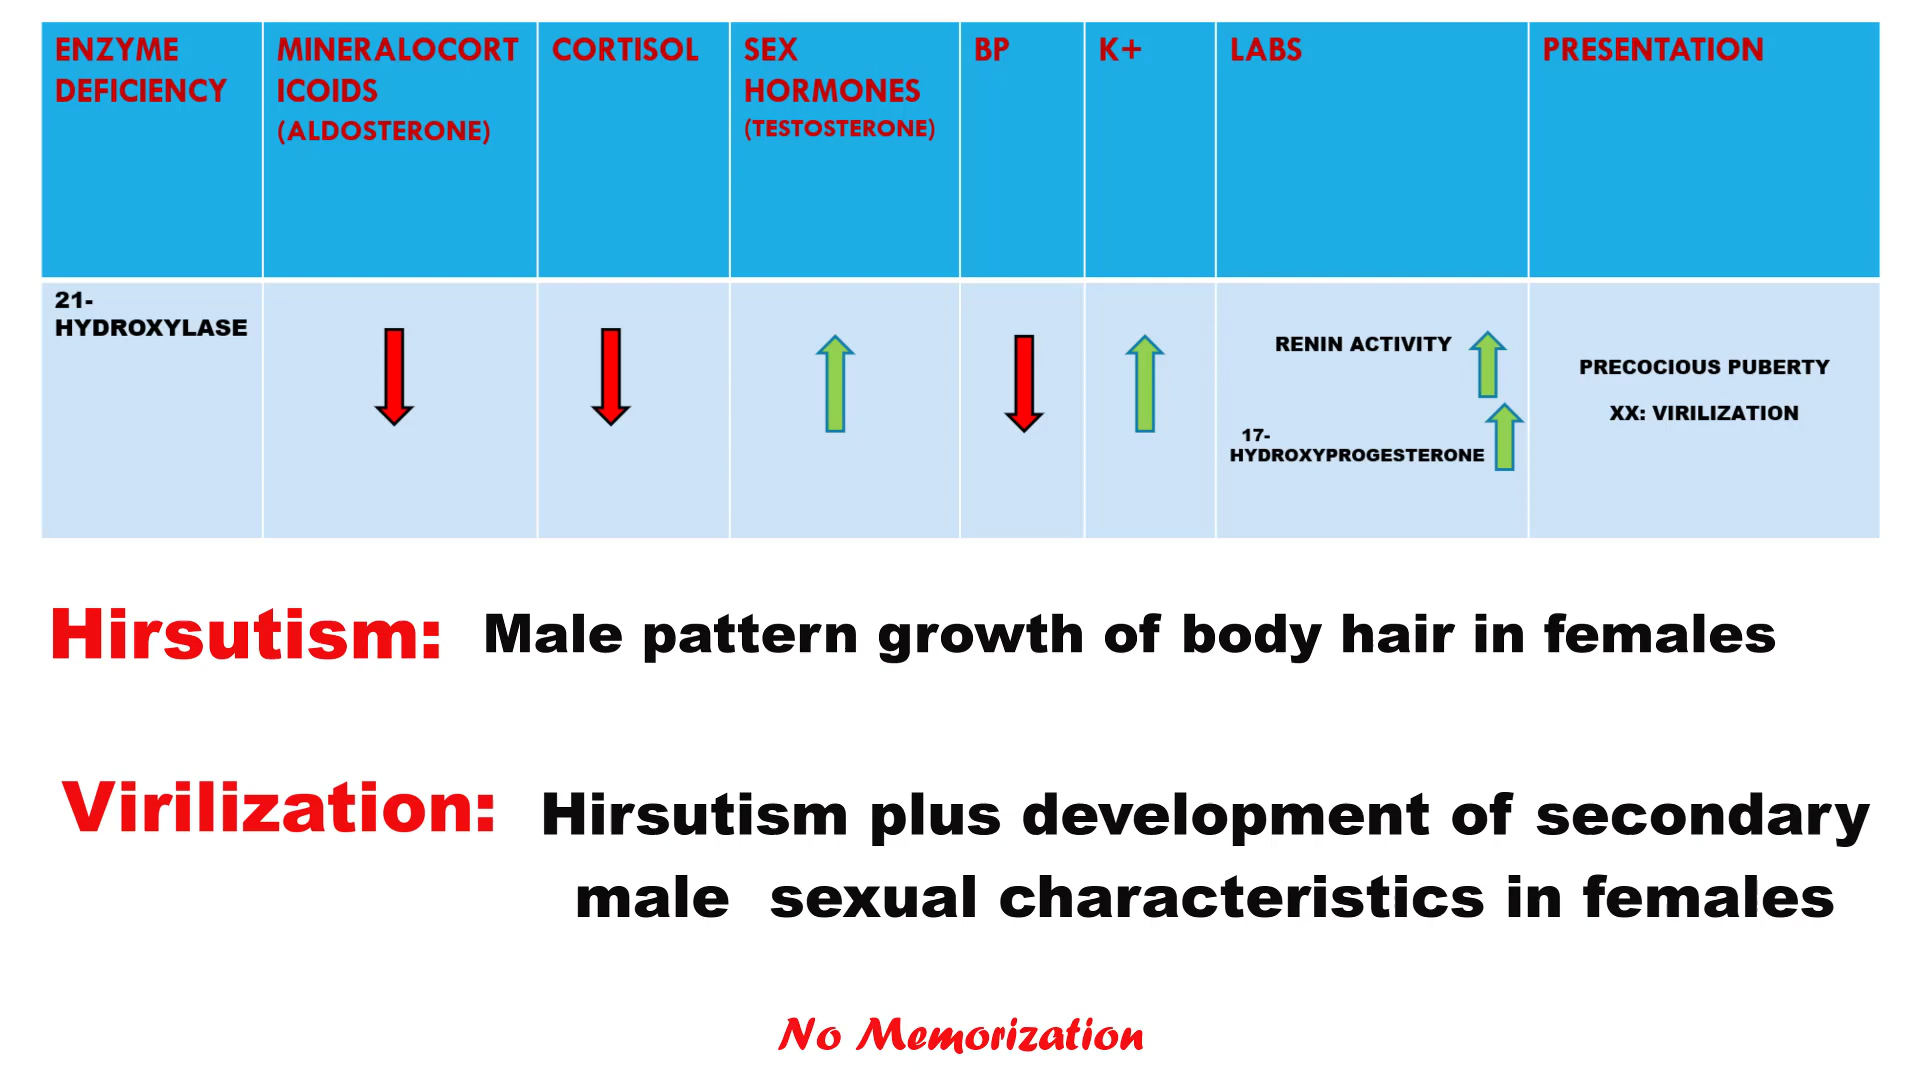 ENZYME
DEFICIENCY
MINERALOCORT
ICOIDS
(ALDOSTERONE)
CORTISOL
SEX
HORMONES
(TESTOSTERONE)
BP
K+
LABS
PRESENTATION
21-
HYDROXYLASE
RENIN ACTIVITY
17-
HYDROXYPROGESTERONE
PRECOCIOUS PUBERTY
XX: VIRILIZATION
Hirsutism: Male pattern growth of body hair in females
Virilization: Hirsutism plus development of secondary
male sexual characteristics in females
No Memorization